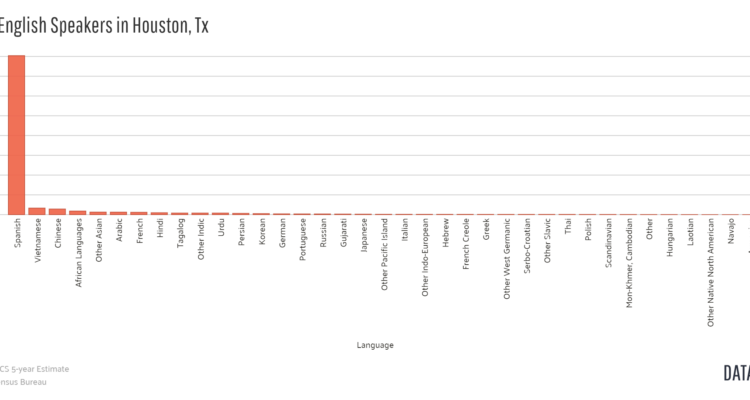 English Speakers in Houston, Tx
Spanish
Vietnamese
Chinese
African Languages
Other Asian
Arabic
French
Hindi
Tagalog
Other Indic
Urdu
Persian
Korean
German
Portuguese
Russian
Gujarati
Japanese
Other Pacific Island
Italian
Other Indo-European
Hebrew
French Creole
Greek
Other West Germanic
Serbo-Croatian
Other Slavic
Thai
Polish
Scandinavian
Mon-Khmer, Cambodian
Other
Hungarian
Laotian
Other Native North American
Navajo
Language
CS 5-year Estimate
nsus Bureau
DATA